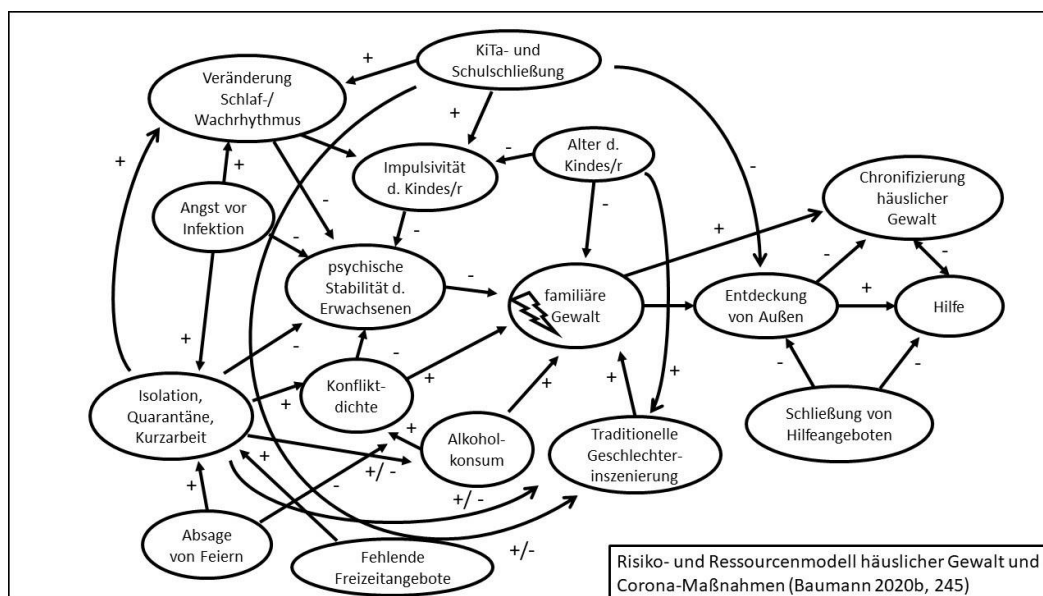 KiTa- und
Schulschließung
Veränderung
Schlaf-/
Wachrhythmus
+
+
-
Impulsivität
d. Kindes/r
-
Alter d.
Kindes/r
+
+
Angst vor
Infektion
-
-
-
-
-
Chronifizierung
häuslicher
Gewalt
+
psychische
Stabilität d.
Erwachsenen
-
familiäre
Gewalt
Entdeckung
von Außen
-
-
+
Hilfe
+
-
-
+
+
+
+
Isolation,
Quarantäne,
Kurzarbeit
+
Konflikt-
dichte
-
-
Schließung von
Hilfeangeboten
+
Alkohol-
konsum
Traditionelle
Geschlechter-
inszenierung
+
+/ -
-
+/ -
+
Absage
von Feiern
Fehlende
Freizeitangebote
+/-
Risiko- und Ressourcenmodell häuslicher Gewalt und
Corona-Maßnahmen (Baumann 2020b, 245)